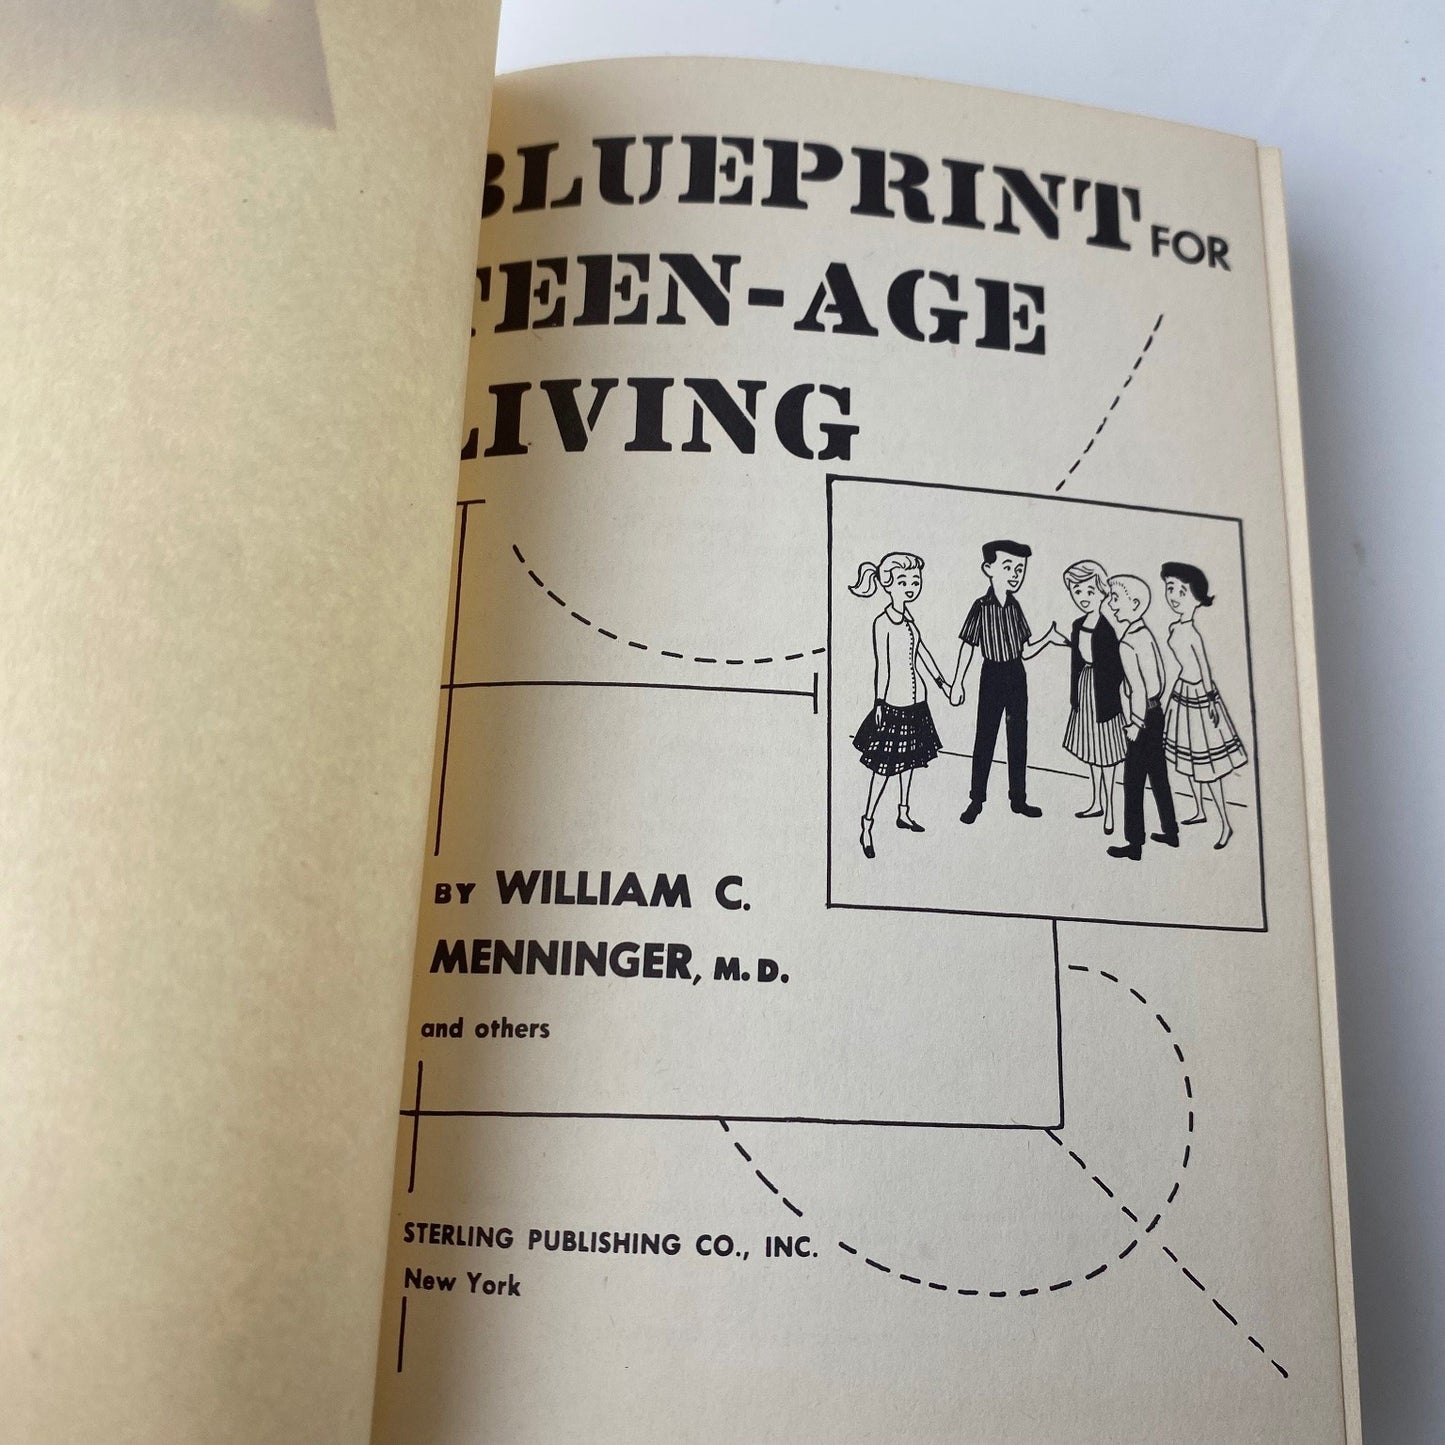 BLUEPRINT FOR
TEEN-AGE
LIVING
BY WILLIAM C.
MENNINGER, M.D.
and others
STERLING PUBLISHING CO., INC.
New York